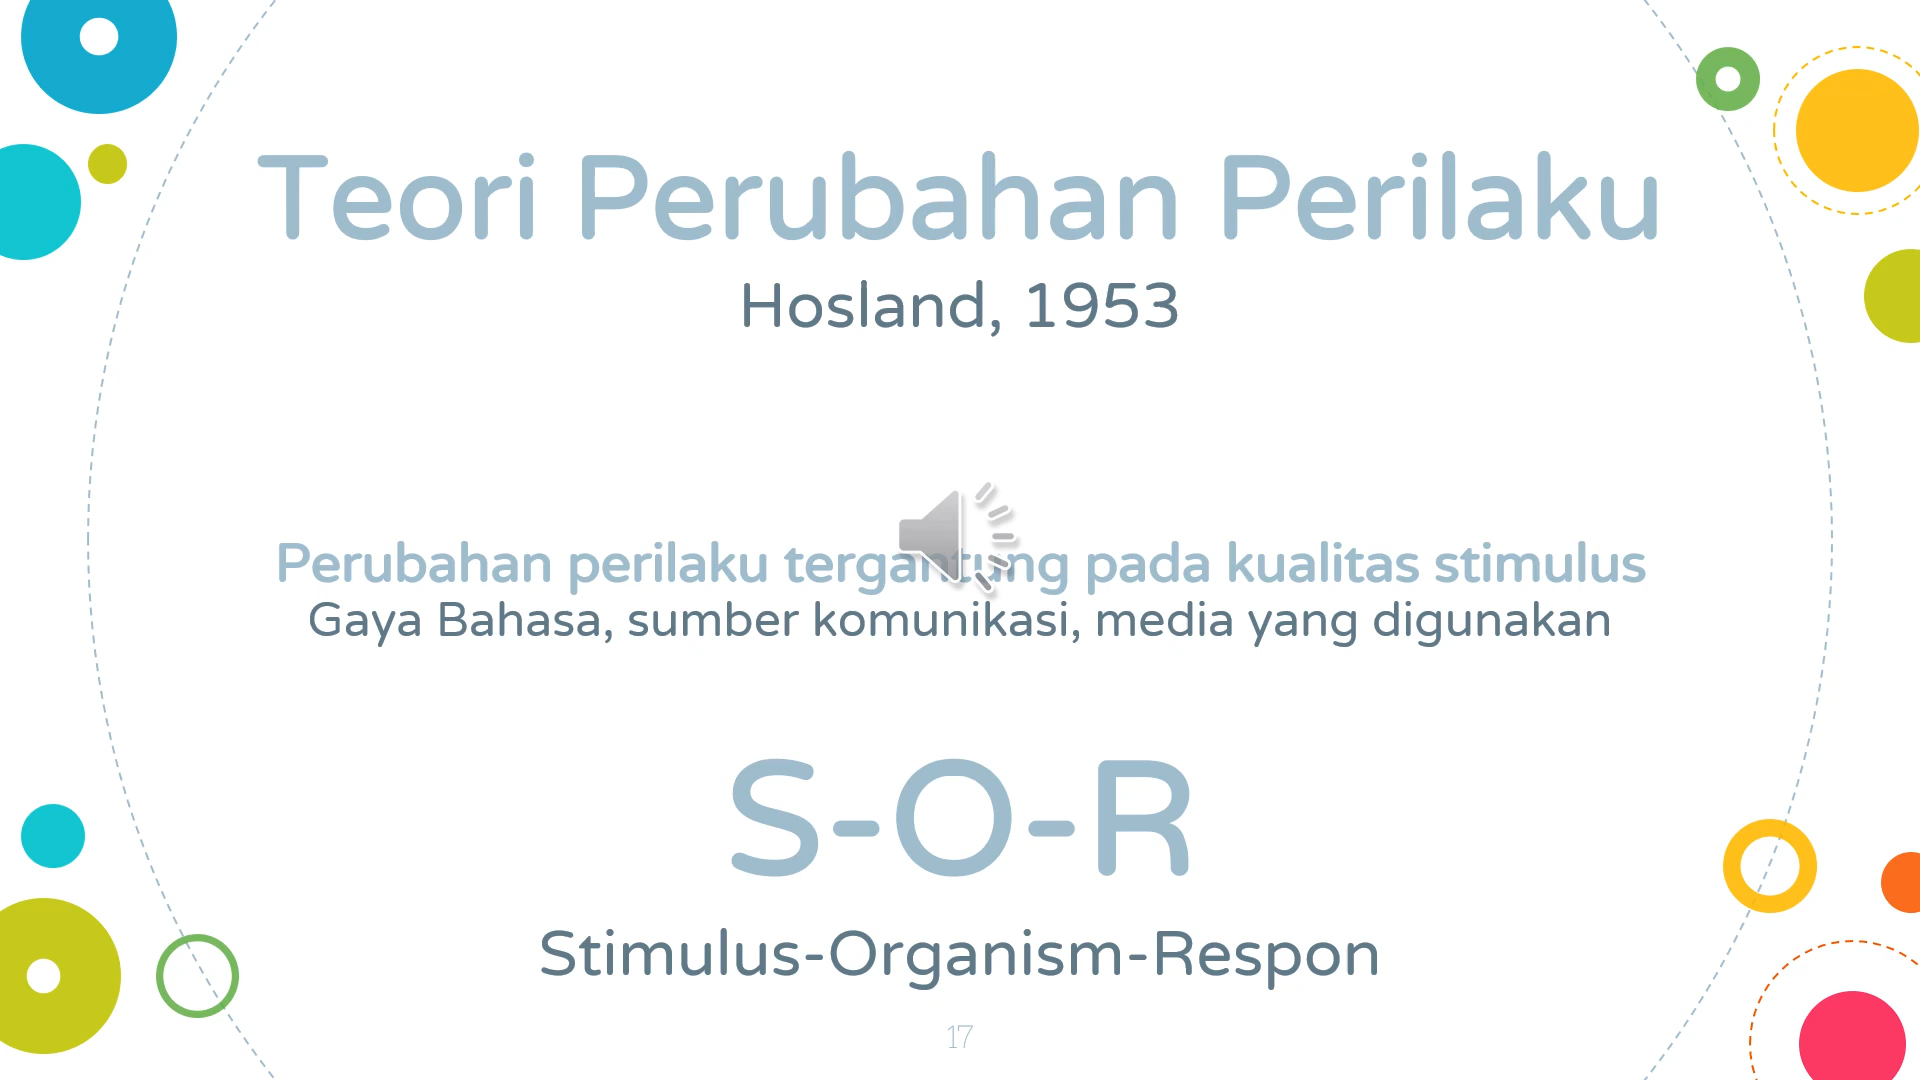 Teori Perubahan Perilaku
Hosland, 1953
Perubahan perilaku tergantung pada kualitas stimulus
Gaya Bahasa, sumber komunikasi, media yang digunakan
S-O-R
Stimulus-Organism-Respon
17